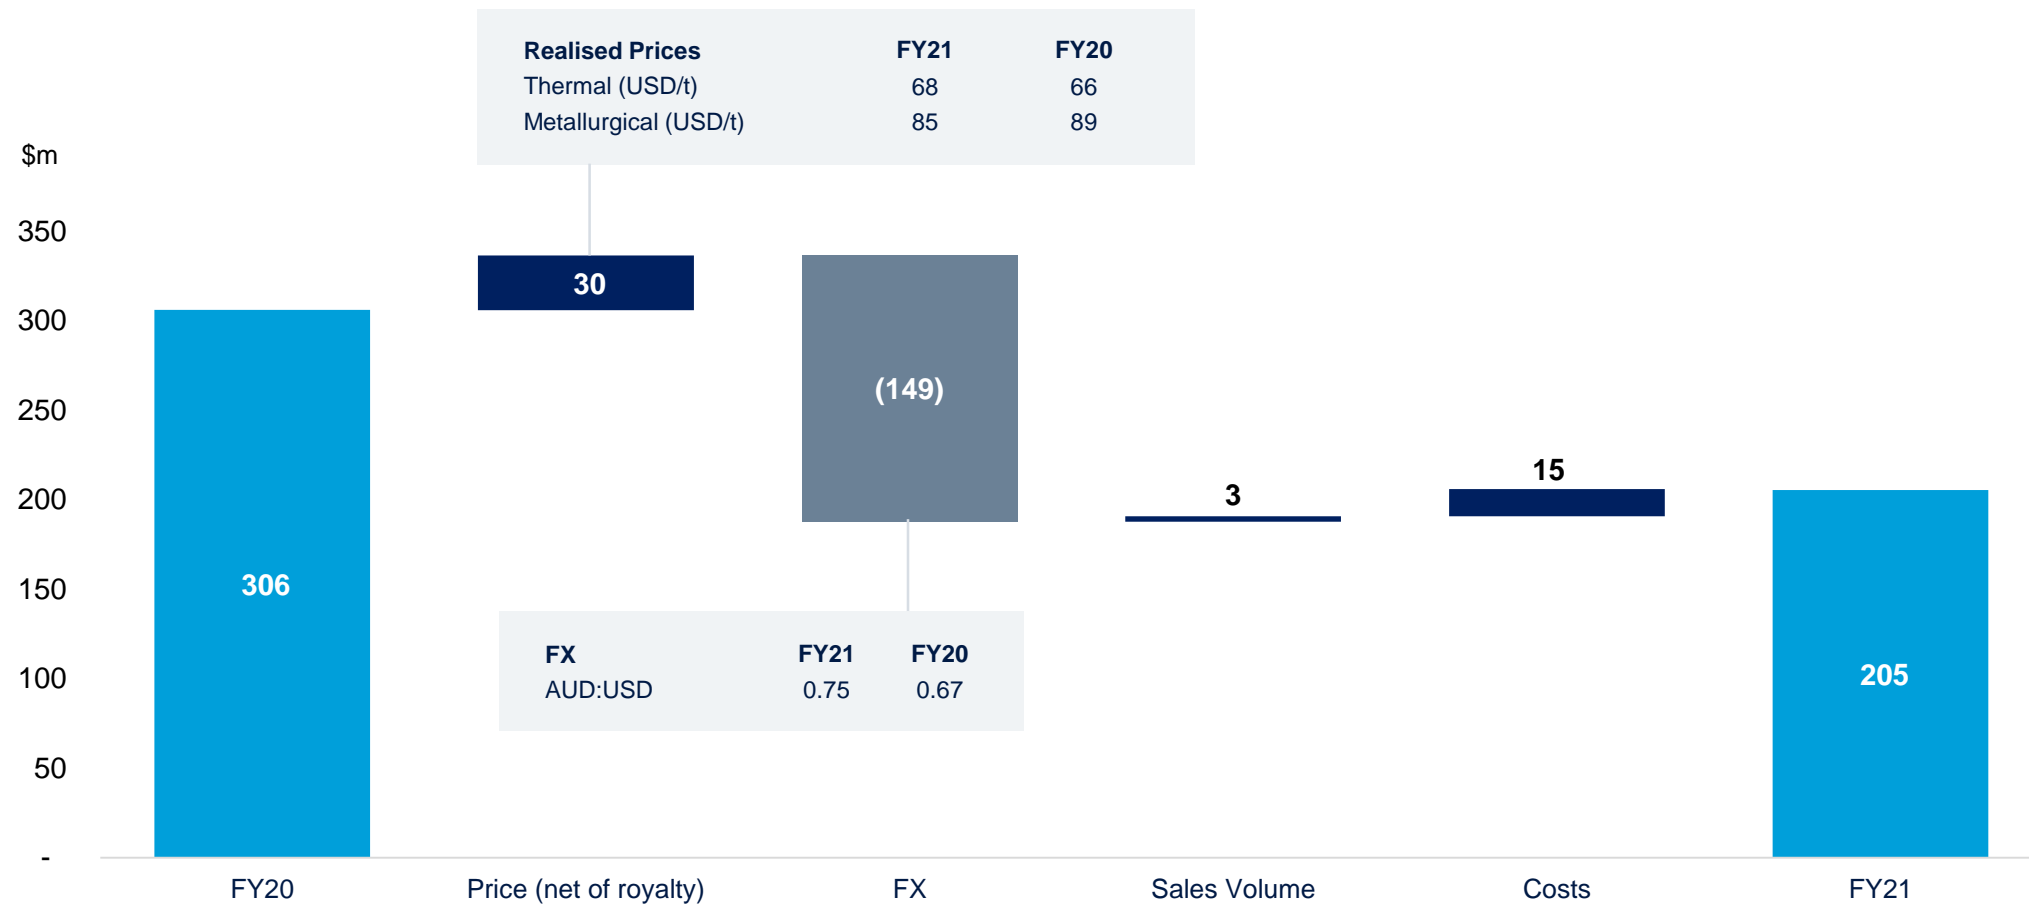 Realised Prices FY21 FY20
Thermal (USD/t) 68 66
Metallurgical (USD/t) 85 89
$m
350
300
250
200
150
100
50
-
306
30
(149)
3
15
205
FX FY21 FY20
AUD:USD 0.75 0.67
FY20 Price (net of royalty) FX Sales Volume Costs FY21